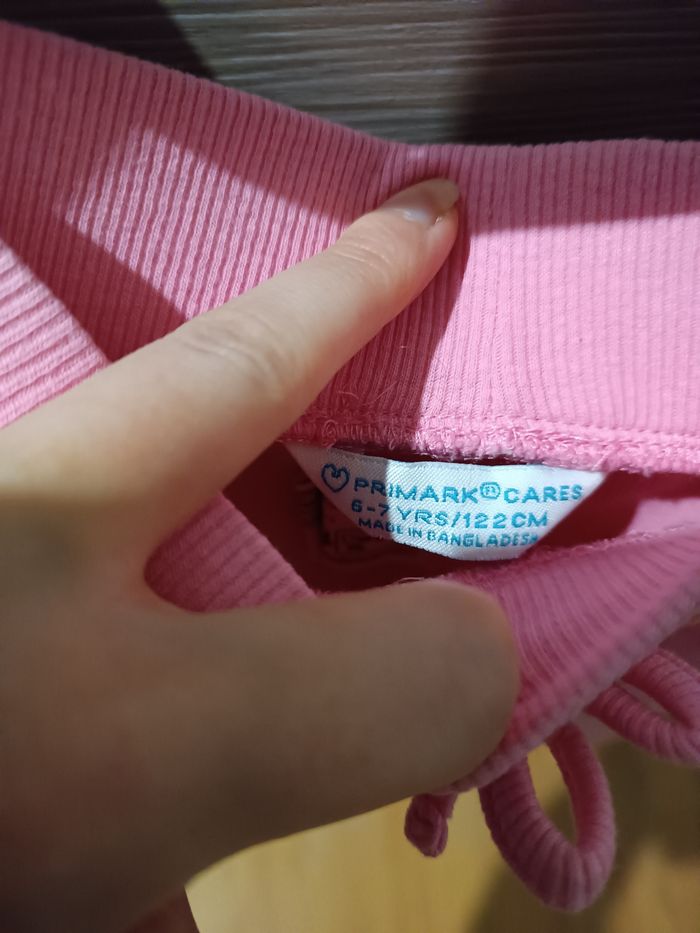 PRIMARK® CARES
6-7 YRS/122CM
MADE IN BANGLADESH